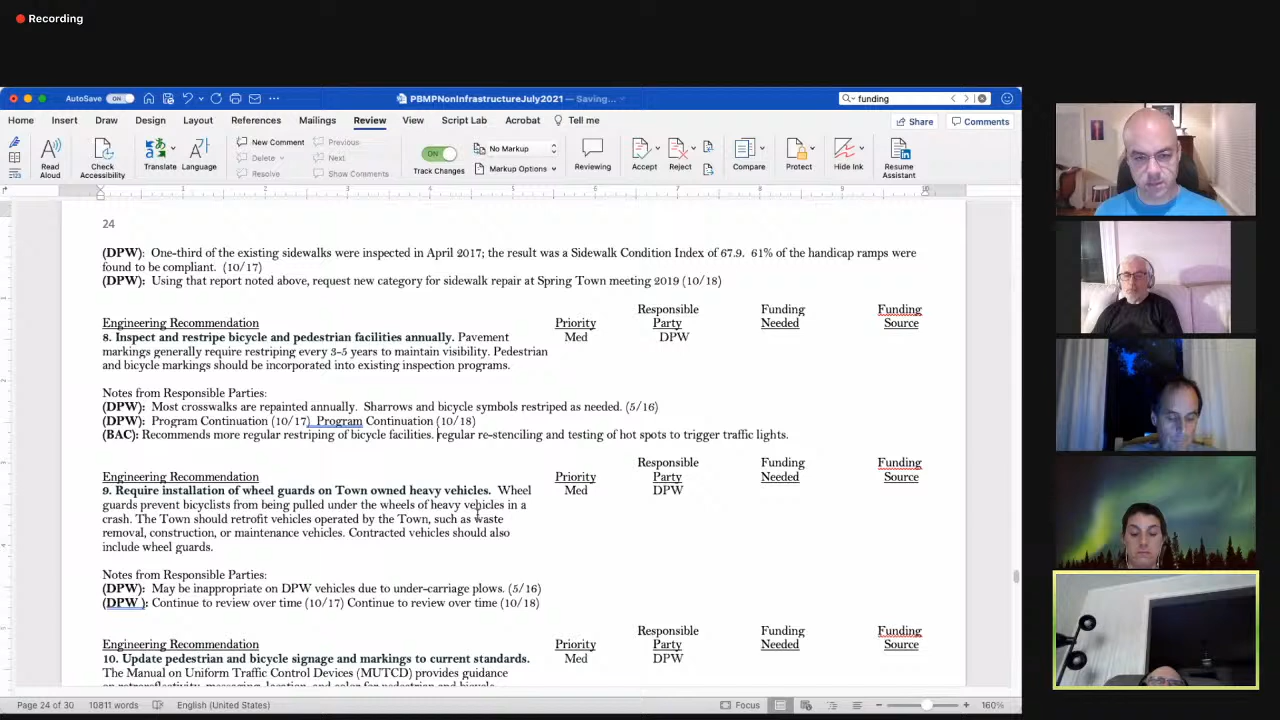 Recording
AutoSave ON
PBMPNonInfrastructureJuly2021 — Saving...
funding
Home Insert Draw Design Layout References Mailings Review View Script Lab Acrobat Tell me
Share Comments
Read Aloud
Check Accessibility
Translate
Language
New Comment
Delete
Resolve
Previous
Next
Show Comments
ON
Track Changes
No Markup
Markup Options
Reviewing
Accept
Reject
Compare
Protect
Hide Ink
Resume Assistant
24
(DPW): One-third of the existing sidewalks were inspected in April 2017; the result was a Sidewalk Condition Index of 67.9. 61% of the handicap ramps were
found to be compliant. (10/17)
(DPW): Using that report noted above, request new category for sidewalk repair at Spring Town meeting 2019 (10/18)
Responsible Funding Funding
Engineering Recommendation Priority Party Needed Source
8. Inspect and restripe bicycle and pedestrian facilities annually. Pavement Med DPW
markings generally require restriping every 3-5 years to maintain visibility. Pedestrian
and bicycle markings should be incorporated into existing inspection programs.
Notes from Responsible Parties:
(DPW): Most crosswalks are repainted annually. Sharrows and bicycle symbols restriped as needed. (5/16)
(DPW): Program Continuation (10/17) Program Continuation (10/18)
(BAC): Recommends more regular restriping of bicycle facilities. regular re-stenciling and testing of hot spots to trigger traffic lights.
Responsible Funding Funding
Engineering Recommendation Priority Party Needed Source
9. Require installation of wheel guards on Town owned heavy vehicles. Wheel Med DPW
guards prevent bicyclists from being pulled under the wheels of heavy vehicles in a
crash. The Town should retrofit vehicles operated by the Town, such as waste
removal, construction, or maintenance vehicles. Contracted vehicles should also
include wheel guards.
Notes from Responsible Parties:
(DPW): May be inappropriate on DPW vehicles due to under-carriage plows. (5/16)
(DPW ): Continue to review over time (10/17) Continue to review over time (10/18)
Responsible Funding Funding
Engineering Recommendation Priority Party Needed Source
10. Update pedestrian and bicycle signage and markings to current standards. Med DPW
The Manual on Uniform Traffic Control Devices (MUTCD) provides guidance
on retroreflectivity, messaging, location, and color for pedestrian and bicycle
Page 24 of 30 10811 words English (United States) Focus 160%